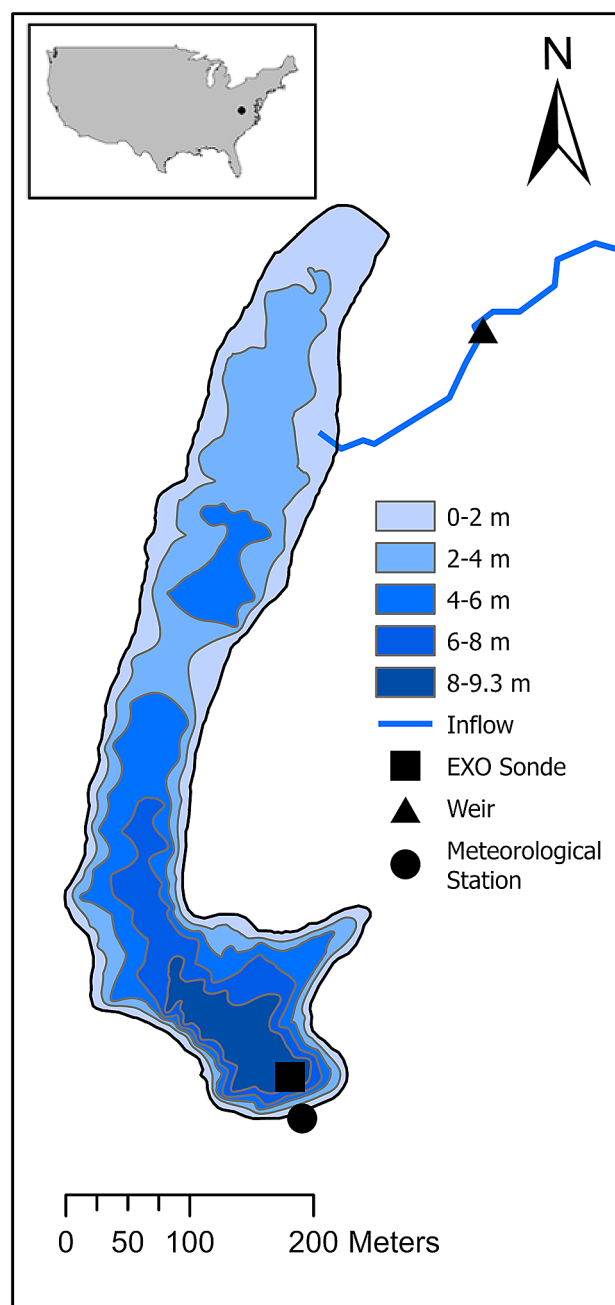 N
0-2 m
2-4 m
4-6 m
6-8 m
8-9.3 m
Inflow
EXO Sonde
Weir
Meteorological
Station
0 50 100 200 Meters